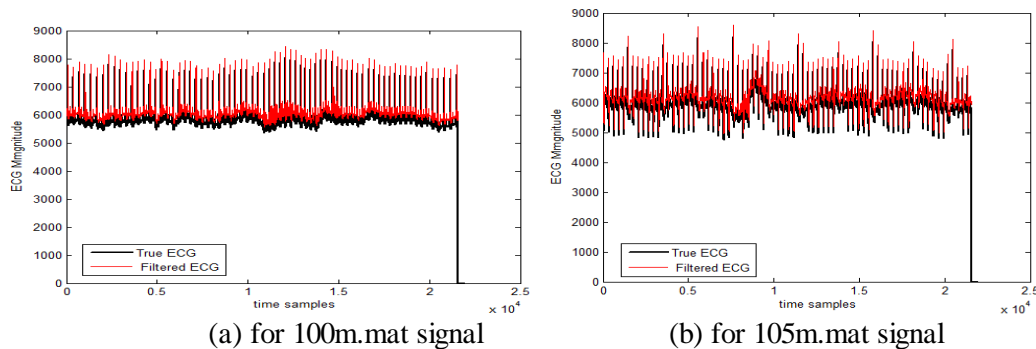 9000
8000
7000
6000
5000
4000
3000
2000
1000
0
ECG Mmgnitude
True ECG
Filtered ECG
0 0.5 1 1.5 2 2.5
time samples
x 10^4
(a) for 100m.mat signal
9000
8000
7000
6000
5000
4000
3000
2000
1000
0
ECG Mmgnitude
True ECG
Filtered ECG
0 0.5 1 1.5 2 2.5
time samples
x 10^4
(b) for 105m.mat signal